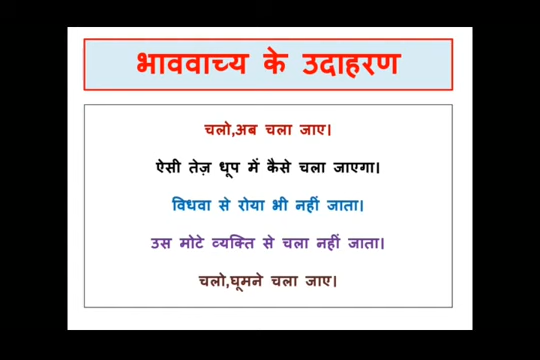 भाववाच्य के उदाहरण
चलो,अब चला जाए।
ऐसी तेज़ धूप में कैसे चला जाएगा।
विधवा से रोया भी नहीं जाता।
उस मोटे व्यक्ति से चला नहीं जाता।
चलो,घूमने चला जाए।